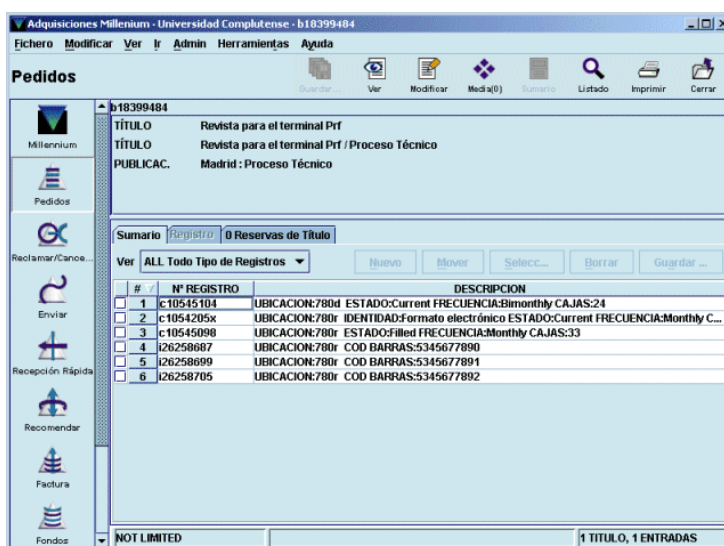 Adquisiciones Millenium - Universidad Complutense - b18399484
Fichero Modificar Ver Ir Admin Herramientas Ayuda
Pedidos
Guardar... Ver Modificar Media(0) Sumario Listado Imprimir Cerrar
Millennium
Pedidos
Reclamar/Cance...
Enviar
Recepción Rápida
Recomendar
Factura
Fondos
b18399484
TÍTULO Revista para el terminal Prf
TÍTULO Revista para el terminal Prf / Proceso Técnico
PUBLICAC. Madrid : Proceso Técnico
Sumario Registro 0 Reservas de Título
Ver ALL Todo Tipo de Registros Nuevo Mover Selecc... Borrar Guardar ...
# Nº REGISTRO DESCRIPCION
1 c10545104 UBICACION:780d ESTADO:Current FRECUENCIA:Bimonthly CAJAS:24
2 c1054205x UBICACION:780r IDENTIDAD:Formato electrónico ESTADO:Current FRECUENCIA:Monthly C...
3 c10545098 UBICACION:780r ESTADO:Filled FRECUENCIA:Monthly CAJAS:33
4 i26258687 UBICACION:780r COD BARRAS:5345677890
5 i26258699 UBICACION:780r COD BARRAS:5345677891
6 i26258705 UBICACION:780r COD BARRAS:5345677892
NOT LIMITED 1 TITULO, 1 ENTRADAS